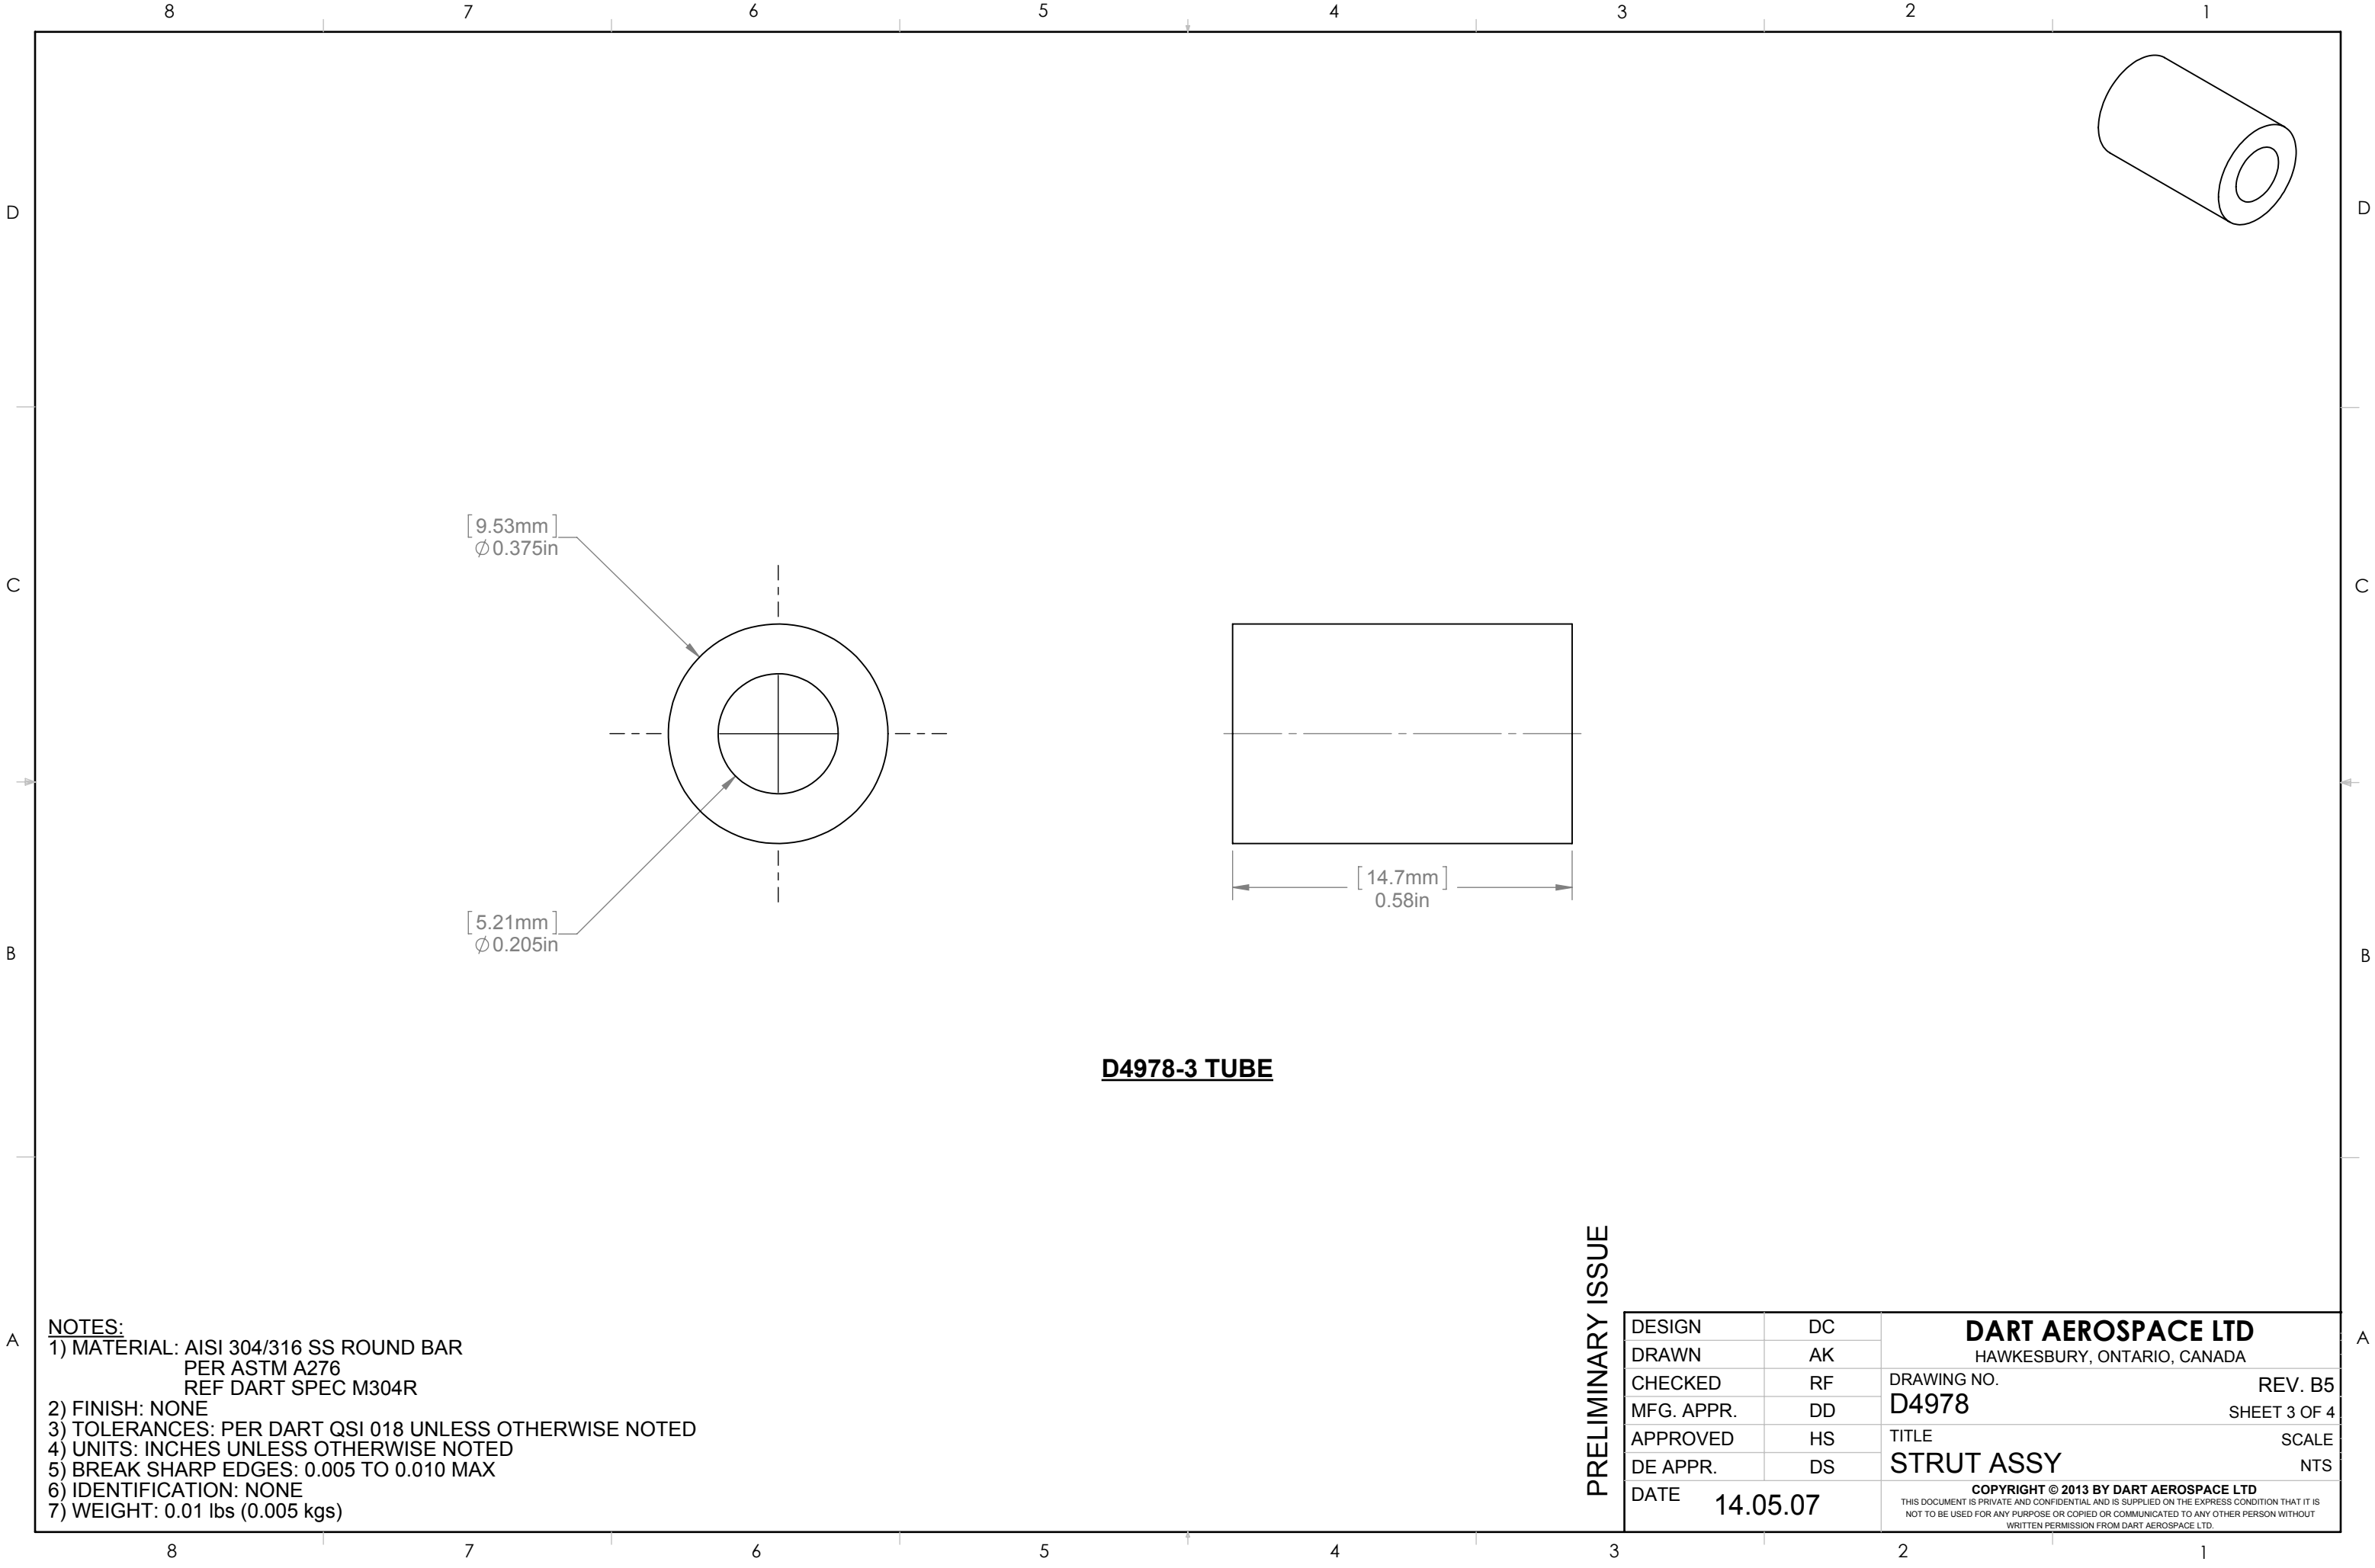 8 7 6 5 4 3 2 1
D D
[9.53mm]
∅0.375in
C C
[14.7mm]
0.58in
[5.21mm]
∅0.205in
B B
D4978-3 TUBE
PRELIMINARY ISSUE
A A
NOTES:
1) MATERIAL: AISI 304/316 SS ROUND BAR
PER ASTM A276
REF DART SPEC M304R
2) FINISH: NONE
3) TOLERANCES: PER DART QSI 018 UNLESS OTHERWISE NOTED
4) UNITS: INCHES UNLESS OTHERWISE NOTED
5) BREAK SHARP EDGES: 0.005 TO 0.010 MAX
6) IDENTIFICATION: NONE
7) WEIGHT: 0.01 lbs (0.005 kgs)
DESIGN DC
DRAWN AK
CHECKED RF
MFG. APPR. DD
APPROVED HS
DE APPR. DS
DATE 14.05.07
DART AEROSPACE LTD
HAWKESBURY, ONTARIO, CANADA
DRAWING NO. REV. B5
D4978 SHEET 3 OF 4
TITLE SCALE
STRUT ASSY NTS
COPYRIGHT © 2013 BY DART AEROSPACE LTD
THIS DOCUMENT IS PRIVATE AND CONFIDENTIAL AND IS SUPPLIED ON THE EXPRESS CONDITION THAT IT IS
NOT TO BE USED FOR ANY PURPOSE OR COPIED OR COMMUNICATED TO ANY OTHER PERSON WITHOUT
WRITTEN PERMISSION FROM DART AEROSPACE LTD.
8 7 6 5 4 3 2 1